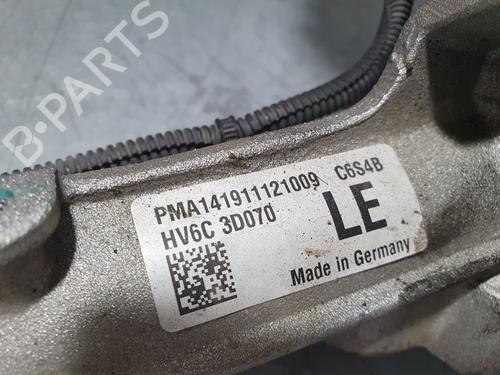 B-PARTS
PMA141911121009 C6S4B
HV6C 3D070 LE
Made in Germany